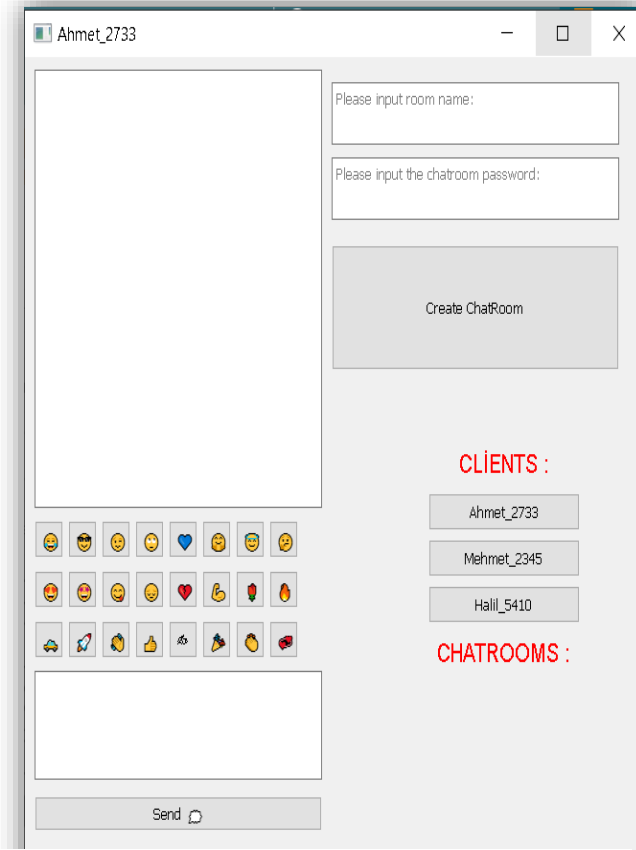 Ahmet_2733
Please input room name:
Please input the chatroom password:
Create ChatRoom
CLİENTS :
Ahmet_2733
Mehmet_2345
Halil_5410
CHATROOMS :
Send